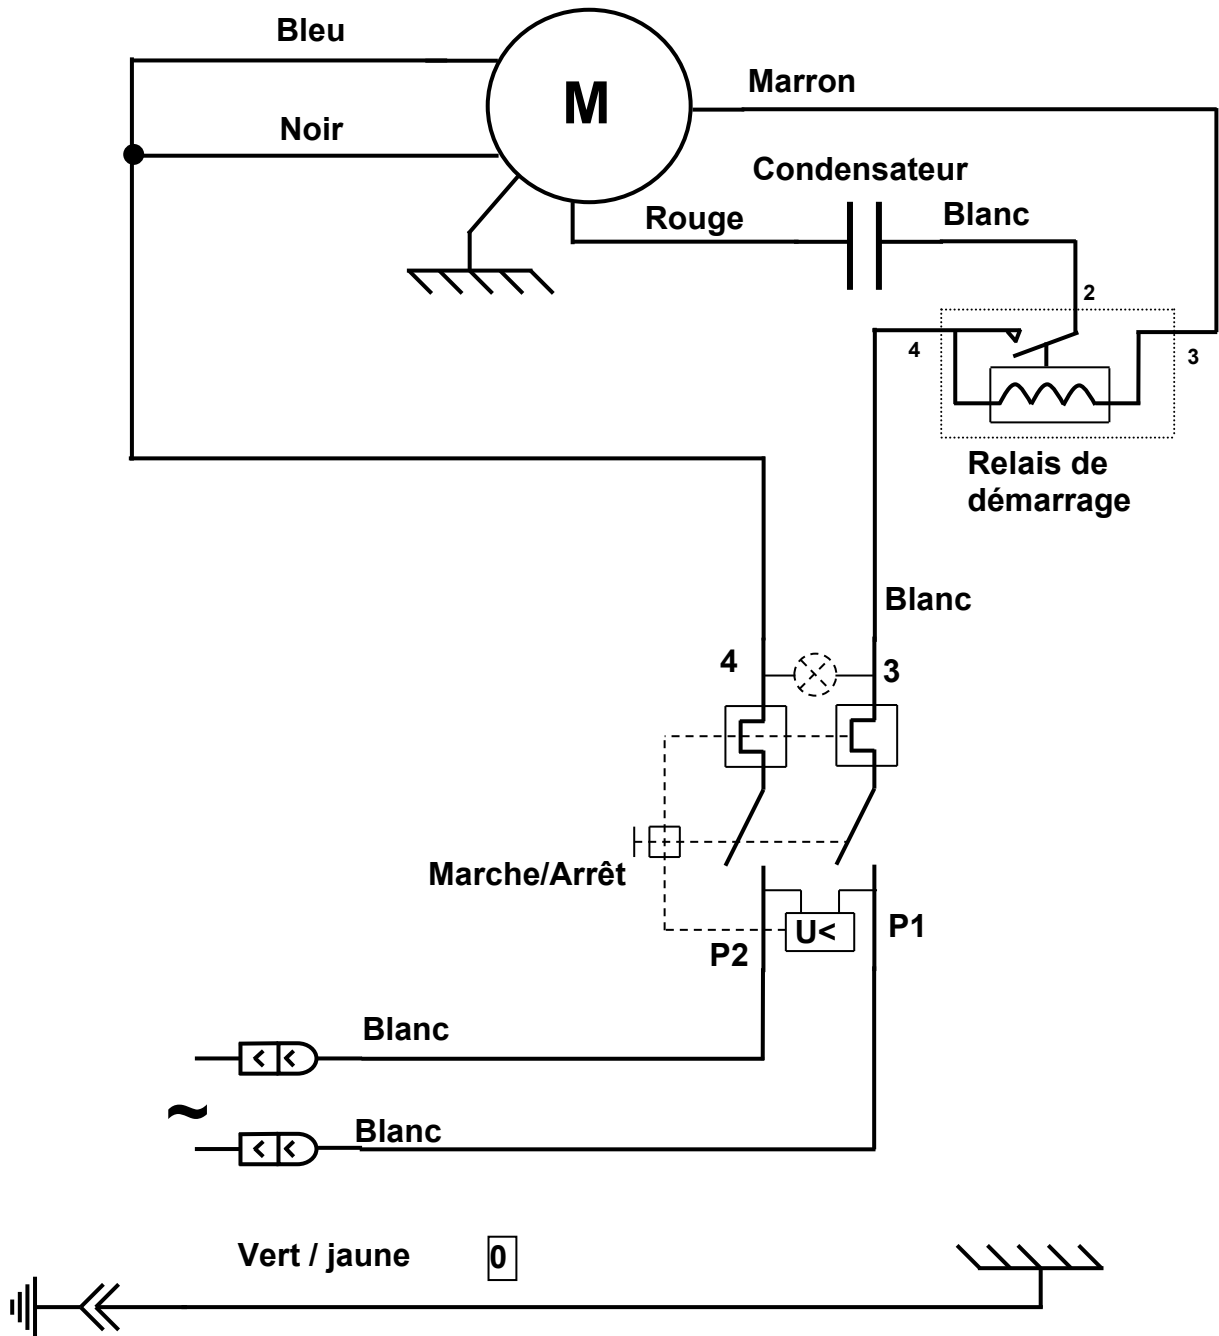 Bleu
M
Marron
Noir
Condensateur
Rouge
Blanc
2
4
3
Relais de
démarrage
Blanc
4
3
Marche/Arrêt
U<
P1
P2
Blanc
~
Blanc
Vert / jaune
0